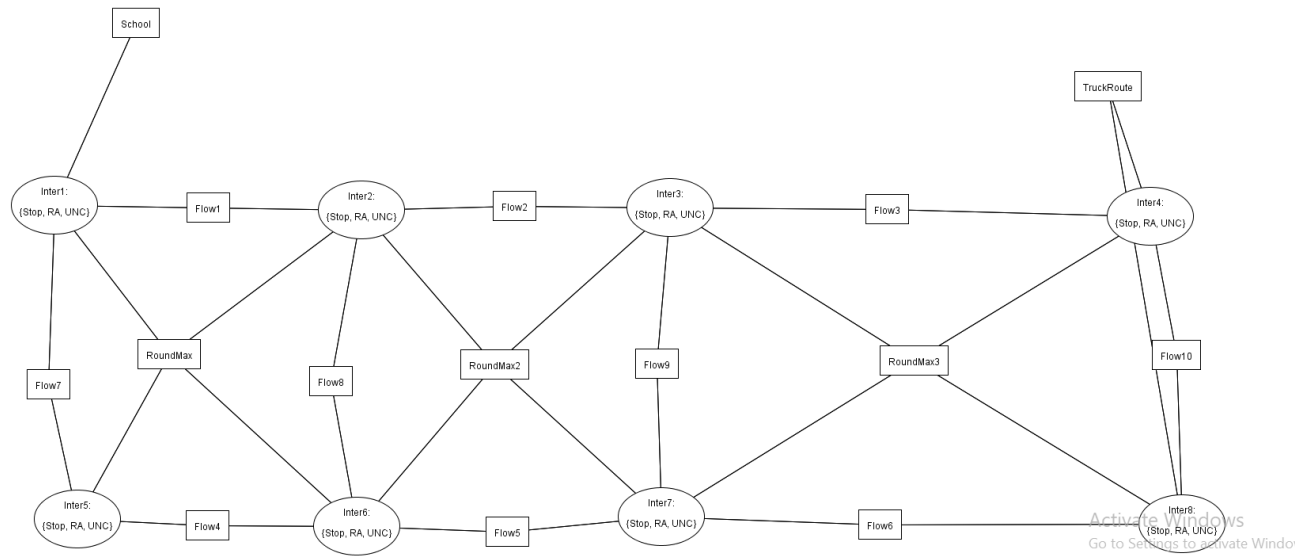 School
TruckRoute
Inter1:
{Stop, RA, UNC}
Flow1
Inter2:
{Stop, RA, UNC}
Flow2
Inter3:
{Stop, RA, UNC}
Flow3
Inter4:
{Stop, RA, UNC}
RoundMax
RoundMax2
RoundMax3
Flow7
Flow8
Flow9
Flow10
Inter5:
{Stop, RA, UNC}
Flow4
Inter6:
{Stop, RA, UNC}
Flow5
Inter7:
{Stop, RA, UNC}
Flow6
Inter8:
{Stop, RA, UNC}
Activate Windows
Go to Settings to activate Windo